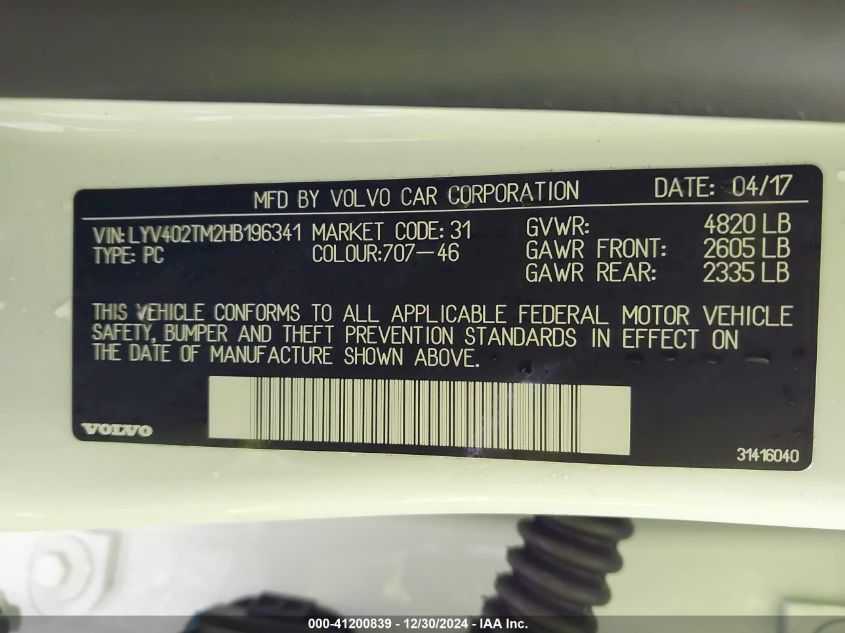 MFD BY VOLVO CAR CORPORATION DATE: 04/17
VIN: LYV402TM2HB196341 MARKET CODE: 31 GVWR: 4820 LB
TYPE: PC COLOUR:707-46 GAWR FRONT: 2605 LB
GAWR REAR: 2335 LB
THIS VEHICLE CONFORMS TO ALL APPLICABLE FEDERAL MOTOR VEHICLE
SAFETY, BUMPER AND THEFT PREVENTION STANDARDS IN EFFECT ON
THE DATE OF MANUFACTURE SHOWN ABOVE.
VOLVO
31416040
000-41200839 - 12/30/2024 - IAA Inc.